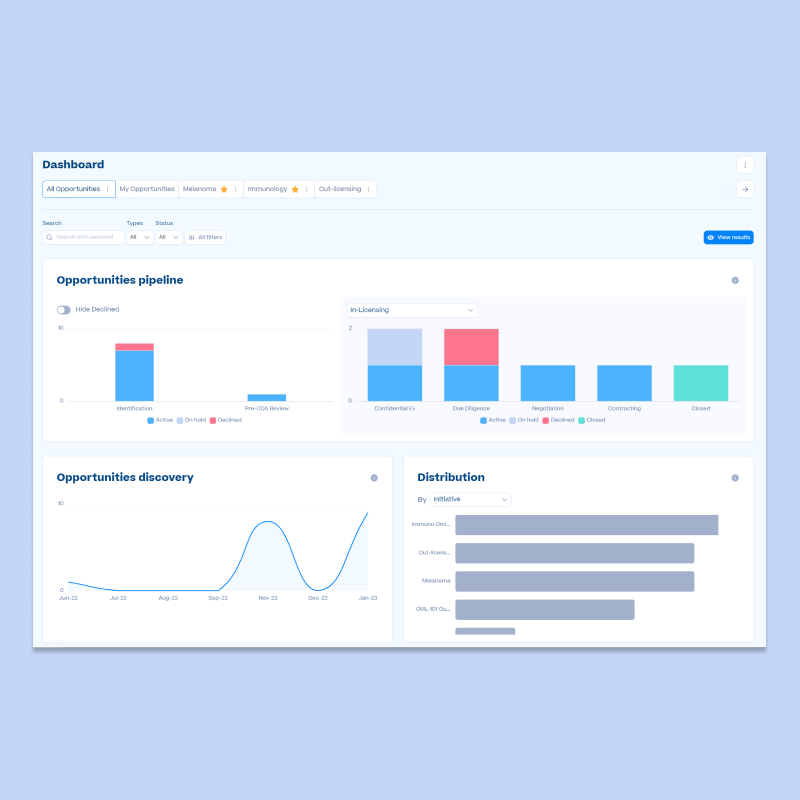 Dashboard
All Opportunities My Opportunities Melanoma Immunology Out-licensing
Search Types Status
Search with keyword All All All filters View results
Opportunities pipeline
Hide Declined
10
0
Identification Pre-CDA Review
Active On hold Declined
In-Licensing
2
0
Confidential Ev Due Diligence Negotiation Contracting Closed
Active On hold Declined Closed
Opportunities discovery
10
0
Jun-22 Jul-22 Aug-22 Sep-22 Nov-22 Dec-22 Jan-23
Distribution
By Initiative
Immuno Onc...
Out-licens...
Melanoma
CML-101 Ou...